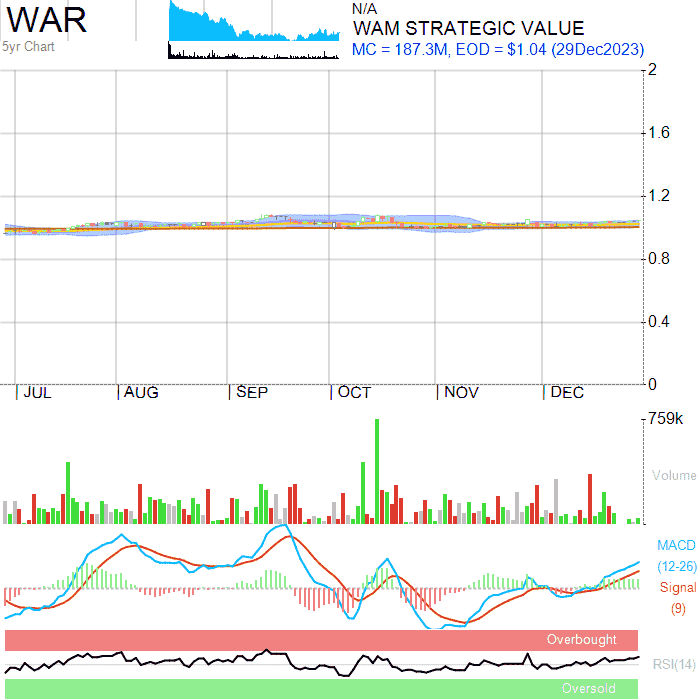 WAR
5yr Chart
N/A
WAM STRATEGIC VALUE
MC = 187.3M, EOD = $1.04 (29Dec2023)
2
1.6
1.2
0.8
0.4
0
JUL AUG SEP OCT NOV DEC
759k
Volume
MACD
(12-26)
Signal
(9)
Overbought
RSI(14)
Oversold